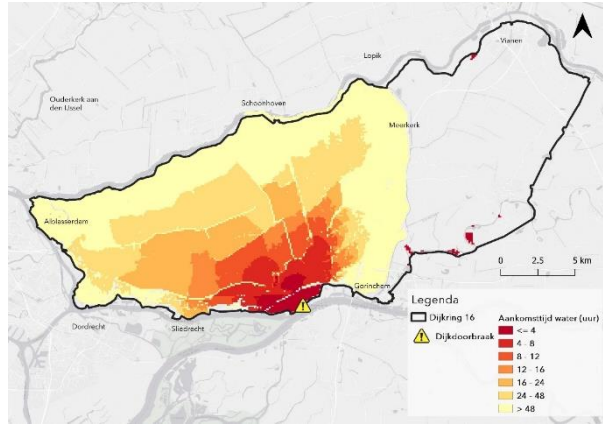 Vianen
Lopik
Ouderkerk aan
den IJssel
Schoonhoven
Meerkerk
Alblasserdam
0 2.5 5 km
Gorinchem
Legenda
Dijkring 16
Dijkdoorbraak
Aankomsttijd water (uur)
<= 4
4 - 8
8 - 12
12 - 16
16 - 24
24 - 48
> 48
Dordrecht
Sliedrecht